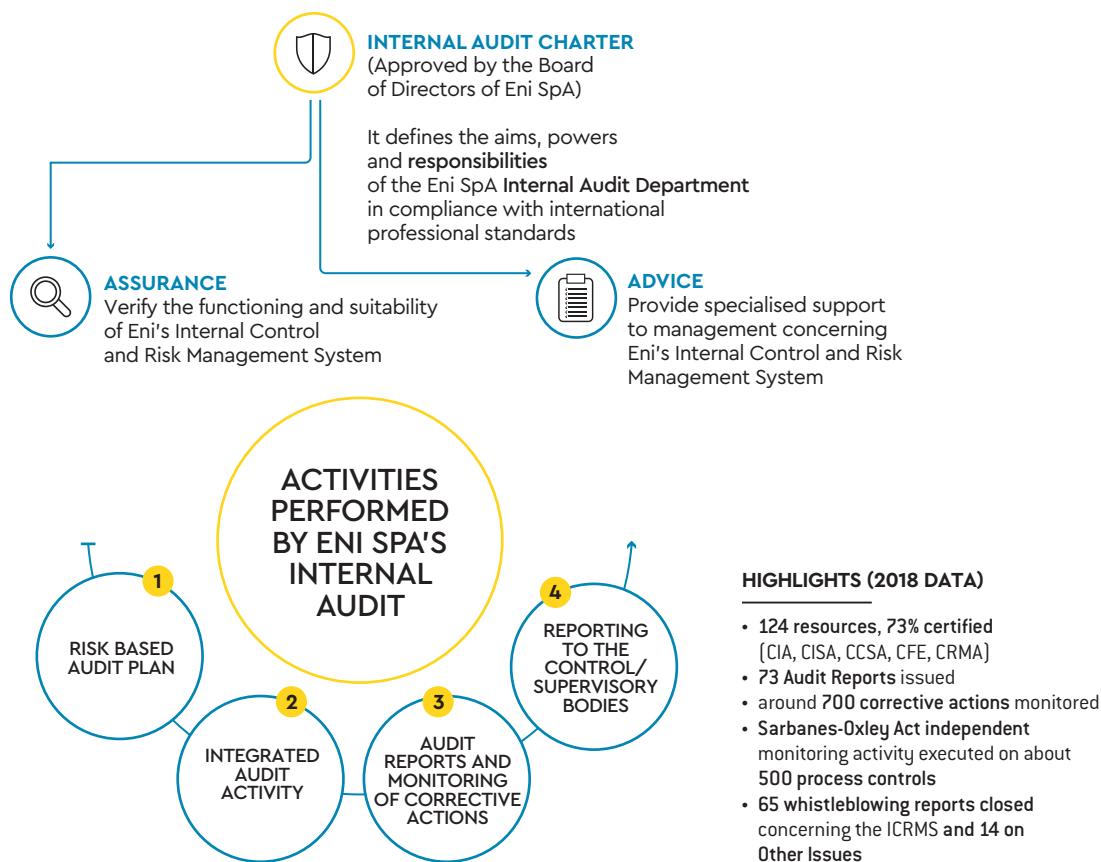 INTERNAL AUDIT CHARTER
(Approved by the Board
of Directors of Eni SpA)
It defines the aims, powers
and responsibilities
of the Eni SpA Internal Audit Department
in compliance with international
professional standards
ASSURANCE
Verify the functioning and suitability
of Eni's Internal Control
and Risk Management System
ADVICE
Provide specialised support
to management concerning
Eni's Internal Control and Risk
Management System
ACTIVITIES
PERFORMED
BY ENI SPA'S
INTERNAL
AUDIT
1
RISK BASED
AUDIT PLAN
2
INTEGRATED
AUDIT
ACTIVITY
3
AUDIT
REPORTS AND
MONITORING
OF CORRECTIVE
ACTIONS
4
REPORTING
TO THE
CONTROL/
SUPERVISORY
BODIES
HIGHLIGHTS (2018 DATA)
• 124 resources, 73% certified
(CIA, CISA, CCSA, CFE, CRMA)
• 73 Audit Reports issued
• around 700 corrective actions monitored
• Sarbanes-Oxley Act independent
monitoring activity executed on about
500 process controls
• 65 whistleblowing reports closed
concerning the ICRMS and 14 on
Other Issues